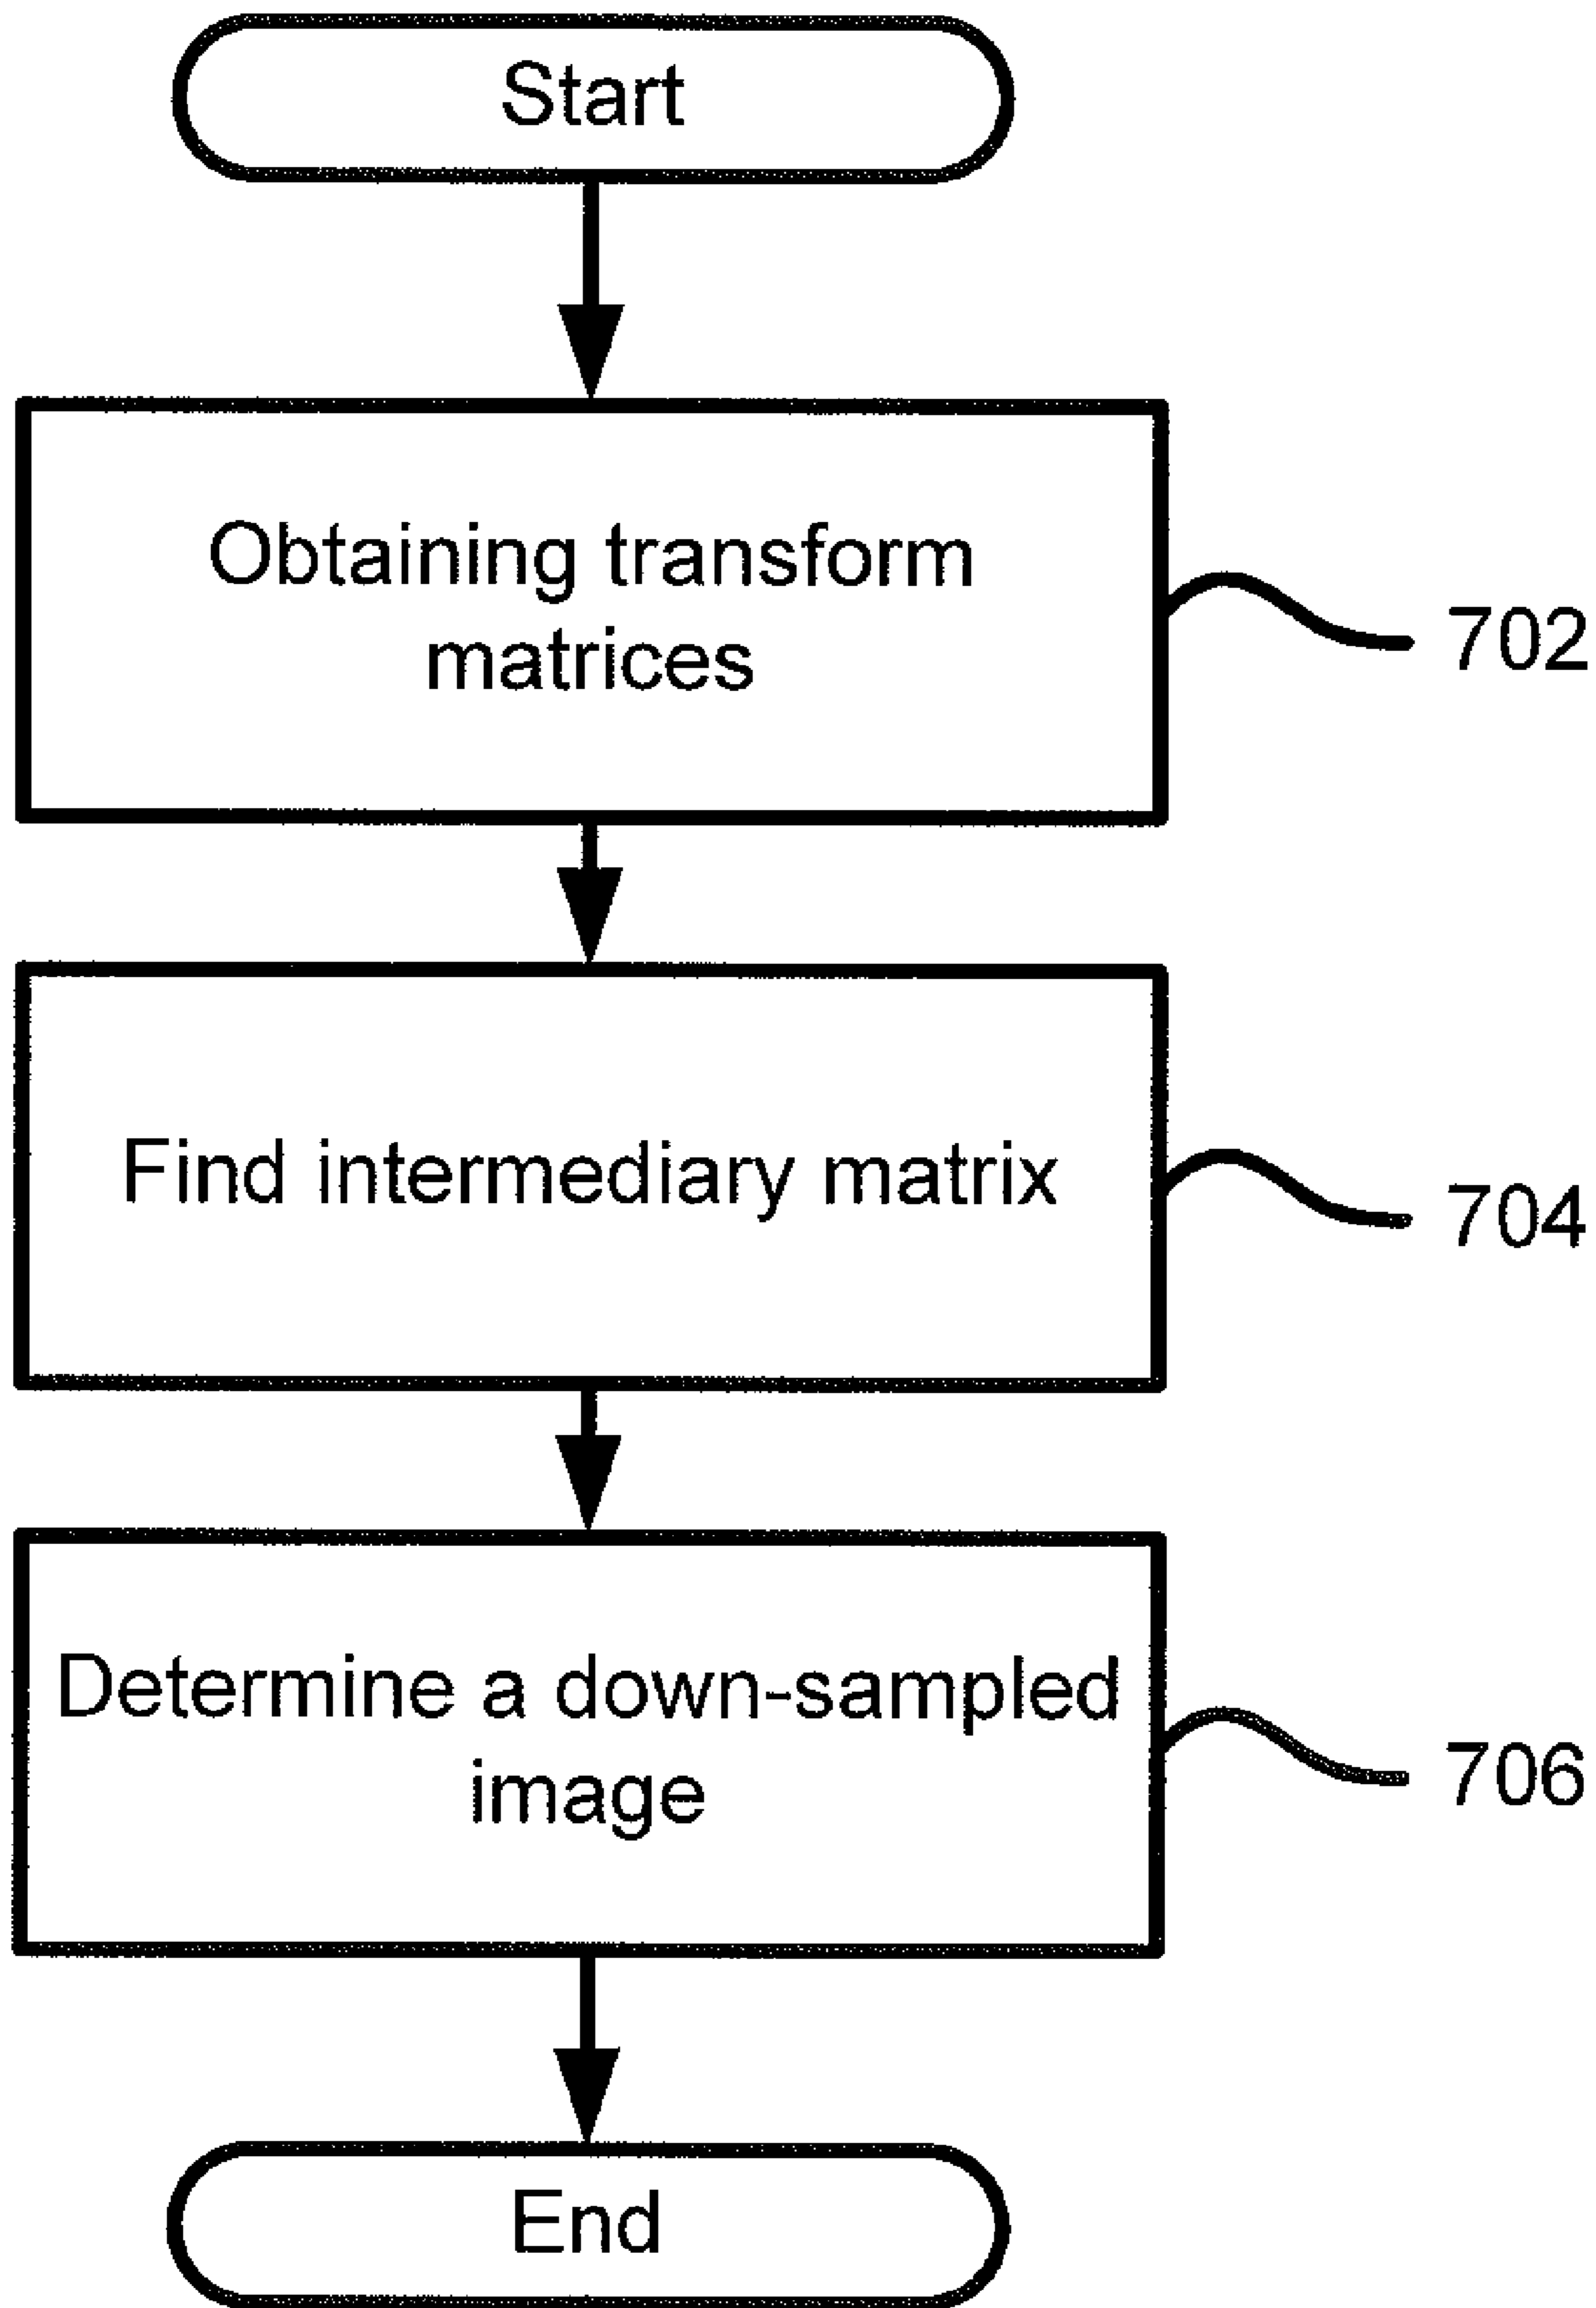 Start
Obtaining transform
matrices
702
Find intermediary matrix
704
Determine a down-sampled
image
706
End